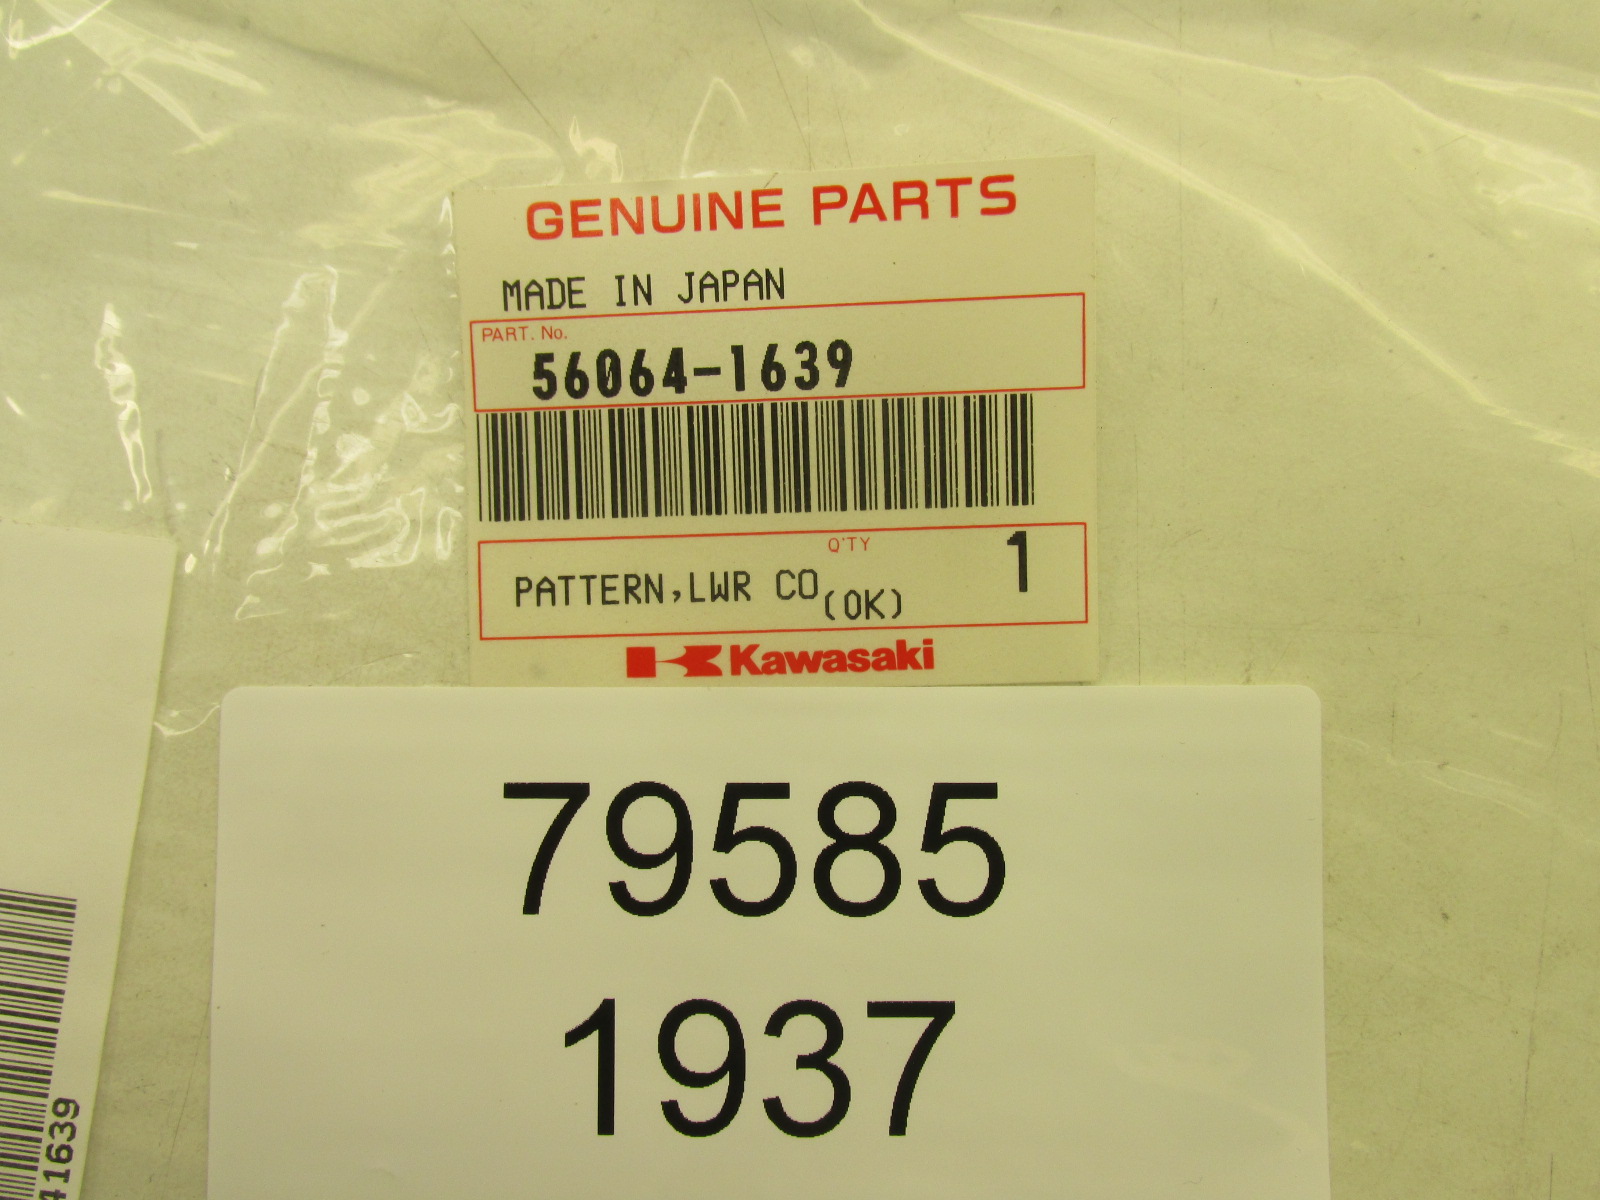 GENUINE PARTS
MADE IN JAPAN
PART. No.
56064-1639
Q'TY
1
PATTERN,LWR CO(OK)
Kawasaki
79585
1937
41639